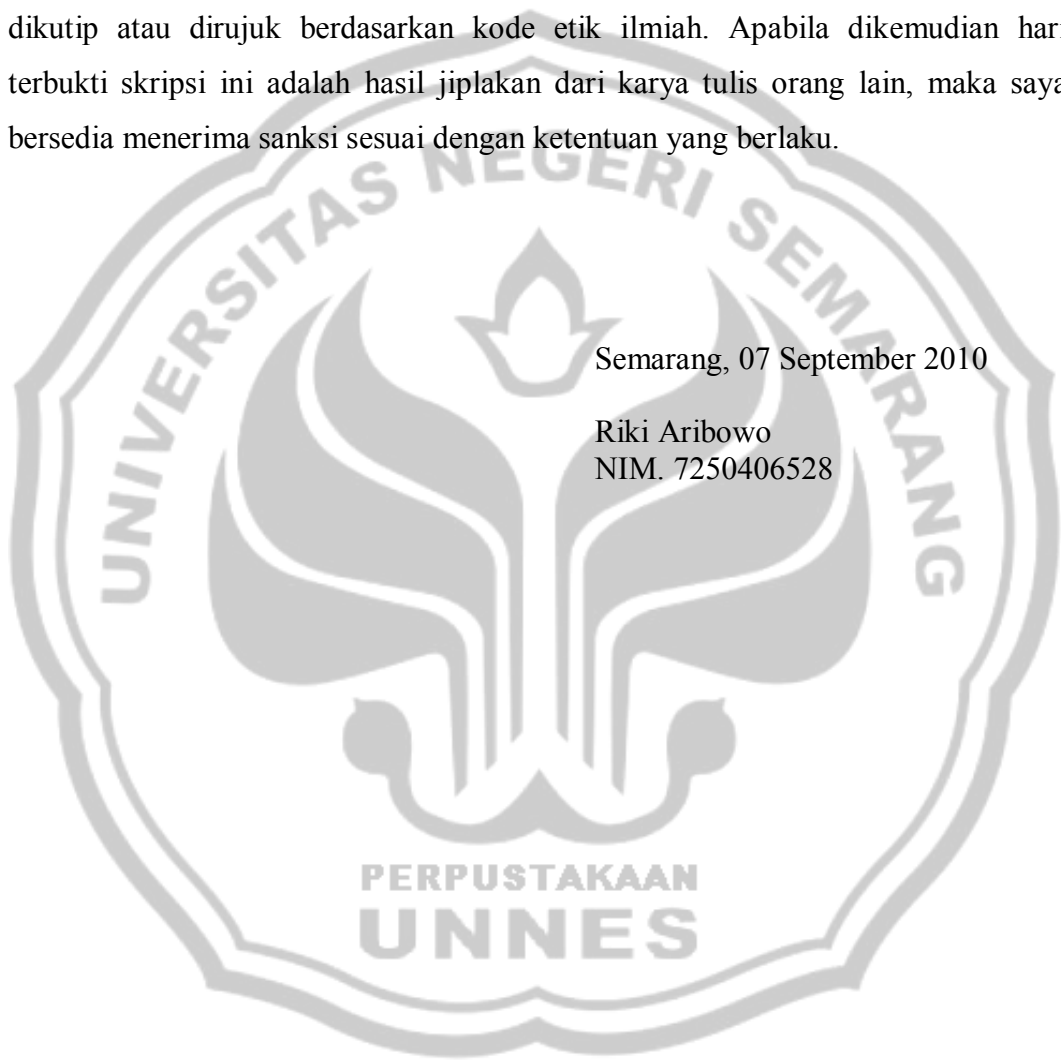 dikutip atau dirujuk berdasarkan kode etik ilmiah. Apabila dikemudian hari
terbukti skripsi ini adalah hasil jiplakan dari karya tulis orang lain, maka saya
bersedia menerima sanksi sesuai dengan ketentuan yang berlaku.
UNIVERSITAS NEGERI SEMARANG
Semarang, 07 September 2010
Riki Aribowo
NIM. 7250406528
PERPUSTAKAAN
UNNES